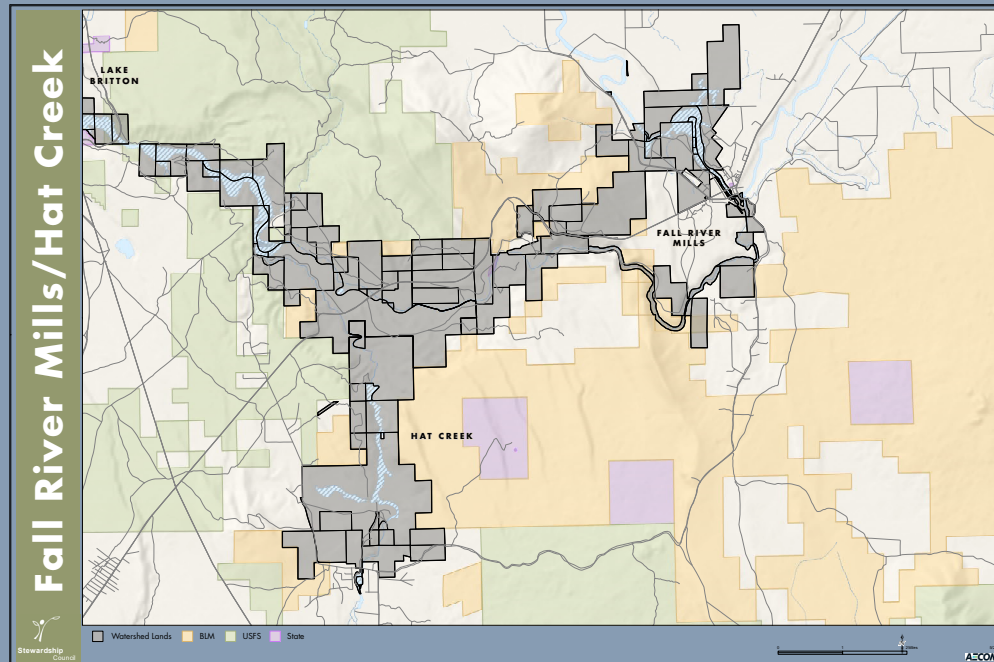 Fall River Mills/Hat Creek
LAKE
BRITTON
FALL RIVER
MILLS
HAT CREEK
Stewardship
Council
Watershed Lands
BLM
USFS
State
AECOM